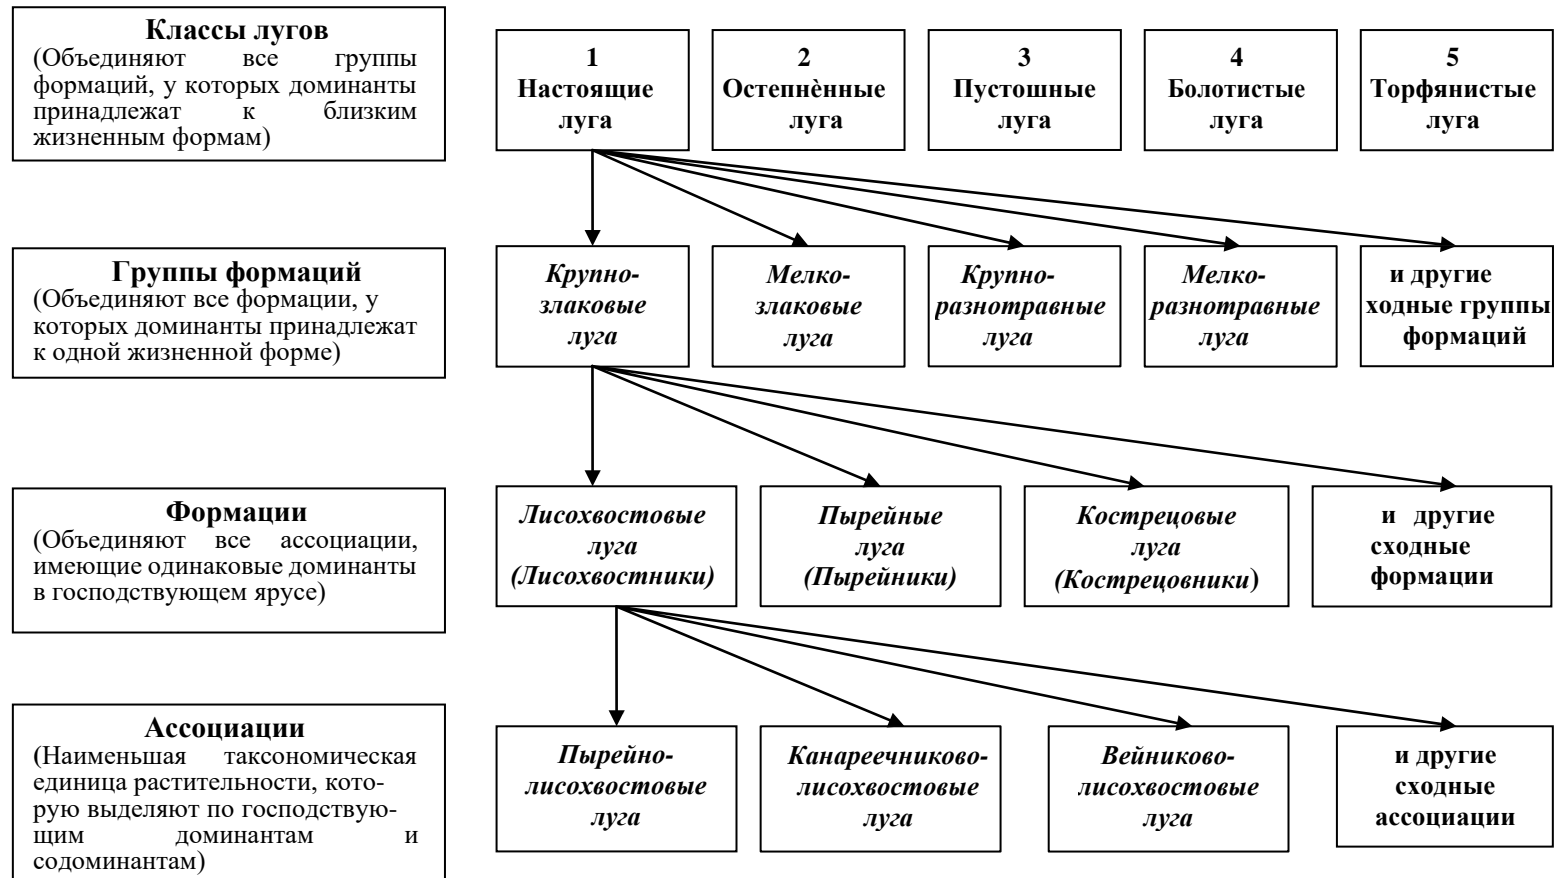 Классы лугов
(Объединяют все группы
формаций, у которых доминанты
принадлежат к близким
жизненным формам)
1
Настоящие
луга
2
Остепнѐнные
луга
3
Пустошные
луга
4
Болотистые
луга
5
Торфянистые
луга
Группы формаций
(Объединяют все формации, у
которых доминанты принадлежат
к одной жизненной форме)
Крупно-
злаковые
луга
Мелко-
злаковые
луга
Крупно-
разнотравные
луга
Мелко-
разнотравные
луга
и другие
ходные группы
формаций
Формации
(Объединяют все ассоциации,
имеющие одинаковые доминанты
в господствующем ярусе)
Лисохвостовые
луга
(Лисохвостники)
Пырейные
луга
(Пырейники)
Кострецовые
луга
(Кострецовники)
и другие
сходные
формации
Ассоциации
(Наименьшая таксономическая
единица растительности, кото-
рую выделяют по господствую-
щим доминантам и
содоминантам)
Пырейно-
лисохвостовые
луга
Канареечниково-
лисохвостовые
луга
Вейниково-
лисохвостовые
луга
и другие
сходные
ассоциации